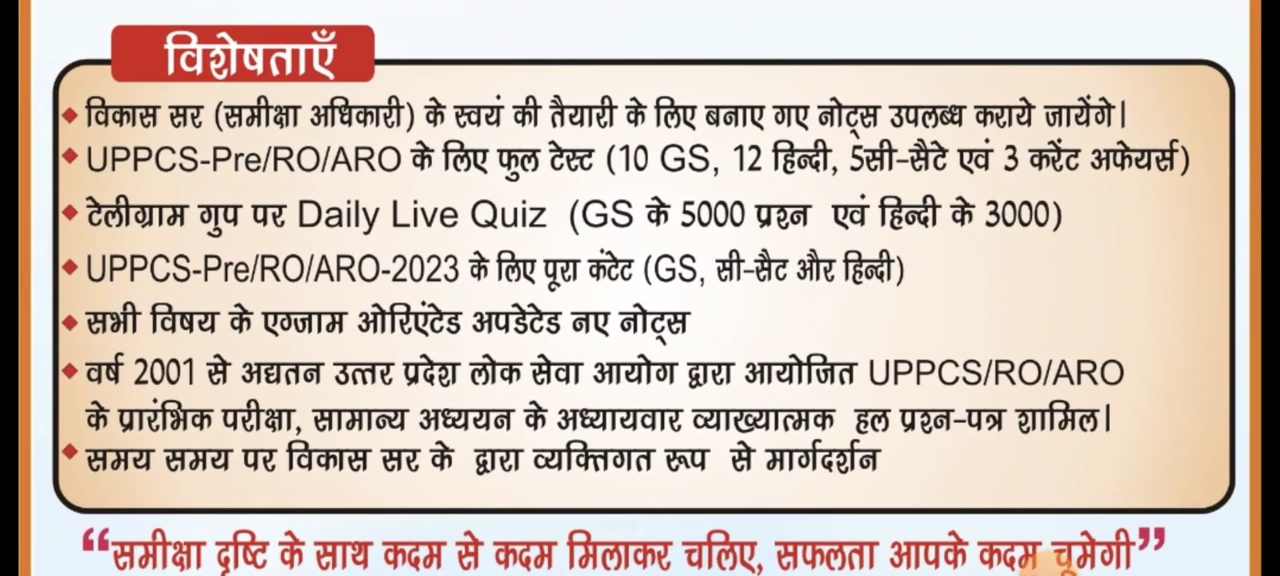 विशेषताएँ
♦ विकास सर (समीक्षा अधिकारी) के स्वयं की तैयारी के लिए बनाए गए नोट्स उपलब्ध कराये जायेंगे।
♦ UPPCS-Pre/RO/ARO के लिए फुल टेस्ट (10 GS, 12 हिन्दी, 5सी-सैटे एवं 3 करेंट अफेयर्स)
♦ टेलीग्राम गुप पर Daily Live Quiz (GS के 5000 प्रश्न एवं हिन्दी के 3000)
♦ UPPCS-Pre/RO/ARO-2023 के लिए पूरा कंटेट (GS, सी-सैट और हिन्दी)
♦ सभी विषय के एग्जाम ओरिएंटेड अपडेटेड नए नोट्स
♦ वर्ष 2001 से अद्यतन उत्तर प्रदेश लोक सेवा आयोग द्वारा आयोजित UPPCS/RO/ARO
के प्रारंभिक परीक्षा, सामान्य अध्ययन के अध्यायवार व्याख्यात्मक हल प्रश्न-पत्र शामिल।
♦ समय समय पर विकास सर के द्वारा व्यक्तिगत रूप से मार्गदर्शन
“समीक्षा दृष्टि के साथ कदम से कदम मिलाकर चलिए, सफलता आपके कदम चूमेगी”